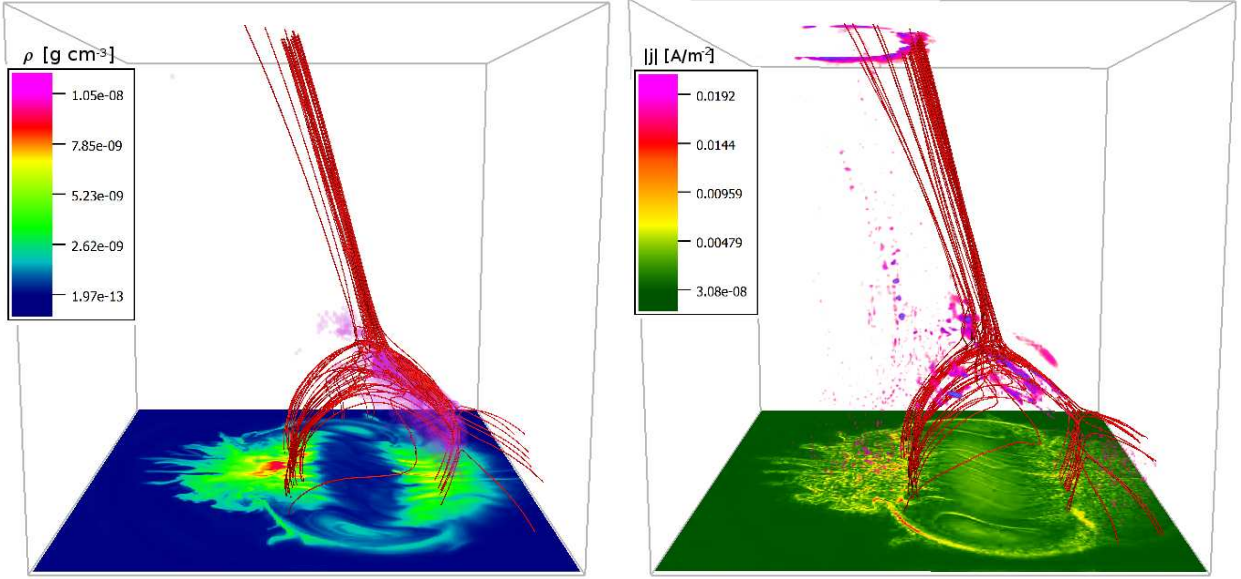 ρ [g cm-3]
1.05e-08
7.85e-09
5.23e-09
2.62e-09
1.97e-13
|j| [A/m-2]
0.0192
0.0144
0.00959
0.00479
3.08e-08